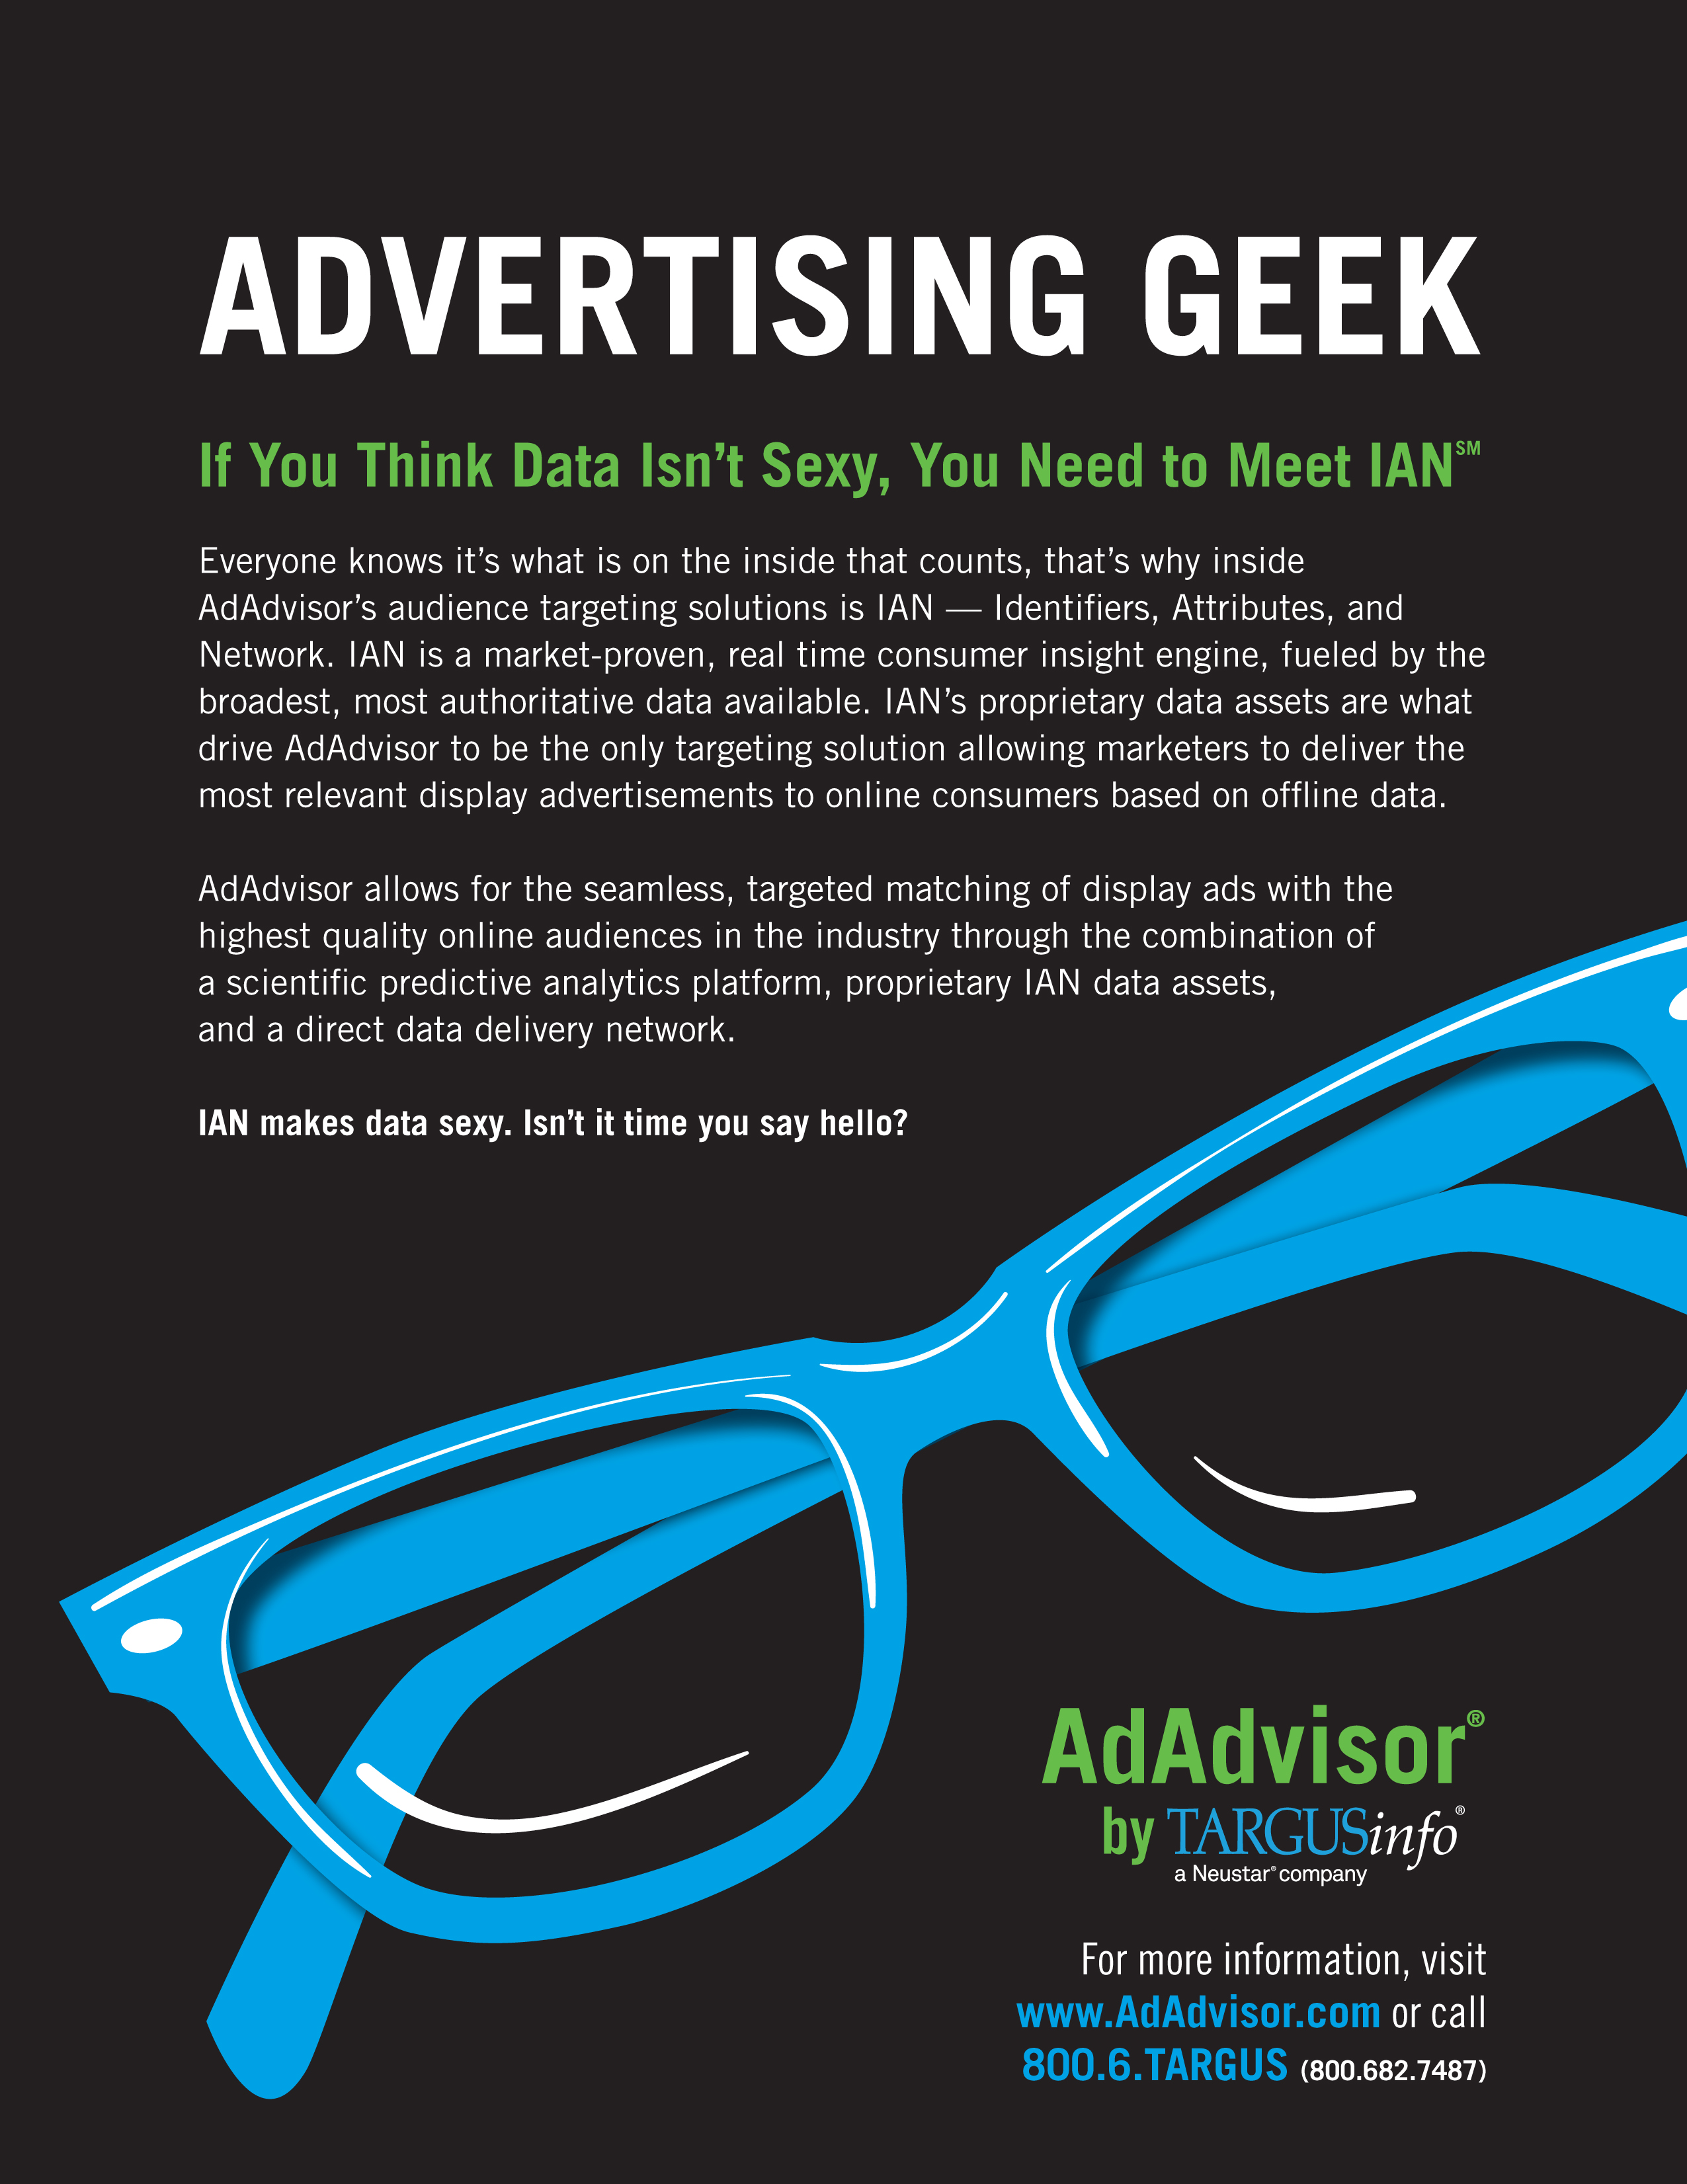 ADVERTISING GEEK
If You Think Data Isn’t Sexy, You Need to Meet IAN℠
Everyone knows it’s what is on the inside that counts, that’s why inside
AdAdvisor’s audience targeting solutions is IAN — Identifiers, Attributes, and
Network. IAN is a market-proven, real time consumer insight engine, fueled by the
broadest, most authoritative data available. IAN’s proprietary data assets are what
drive AdAdvisor to be the only targeting solution allowing marketers to deliver the
most relevant display advertisements to online consumers based on offline data.
AdAdvisor allows for the seamless, targeted matching of display ads with the
highest quality online audiences in the industry through the combination of
a scientific predictive analytics platform, proprietary IAN data assets,
and a direct data delivery network.
IAN makes data sexy. Isn’t it time you say hello?
AdAdvisor®
by TARGUSinfo®
a Neustar® company
For more information, visit
www.AdAdvisor.com or call
800.6.TARGUS (800.682.7487)